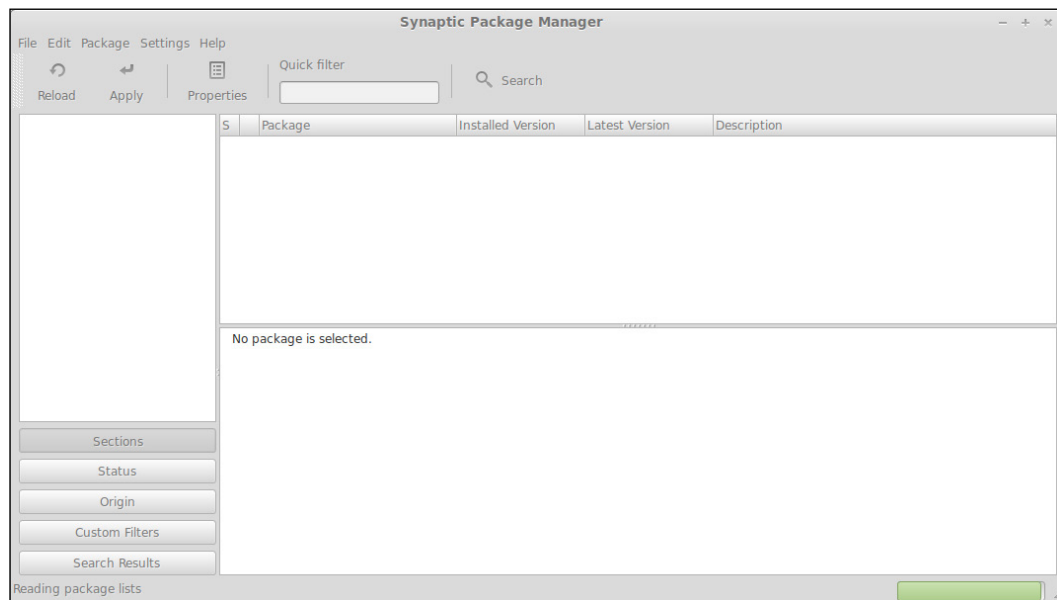 Synaptic Package Manager
File Edit Package Settings Help
Quick filter
Reload Apply Properties Search
S Package Installed Version Latest Version Description
No package is selected.
Sections
Status
Origin
Custom Filters
Search Results
Reading package lists